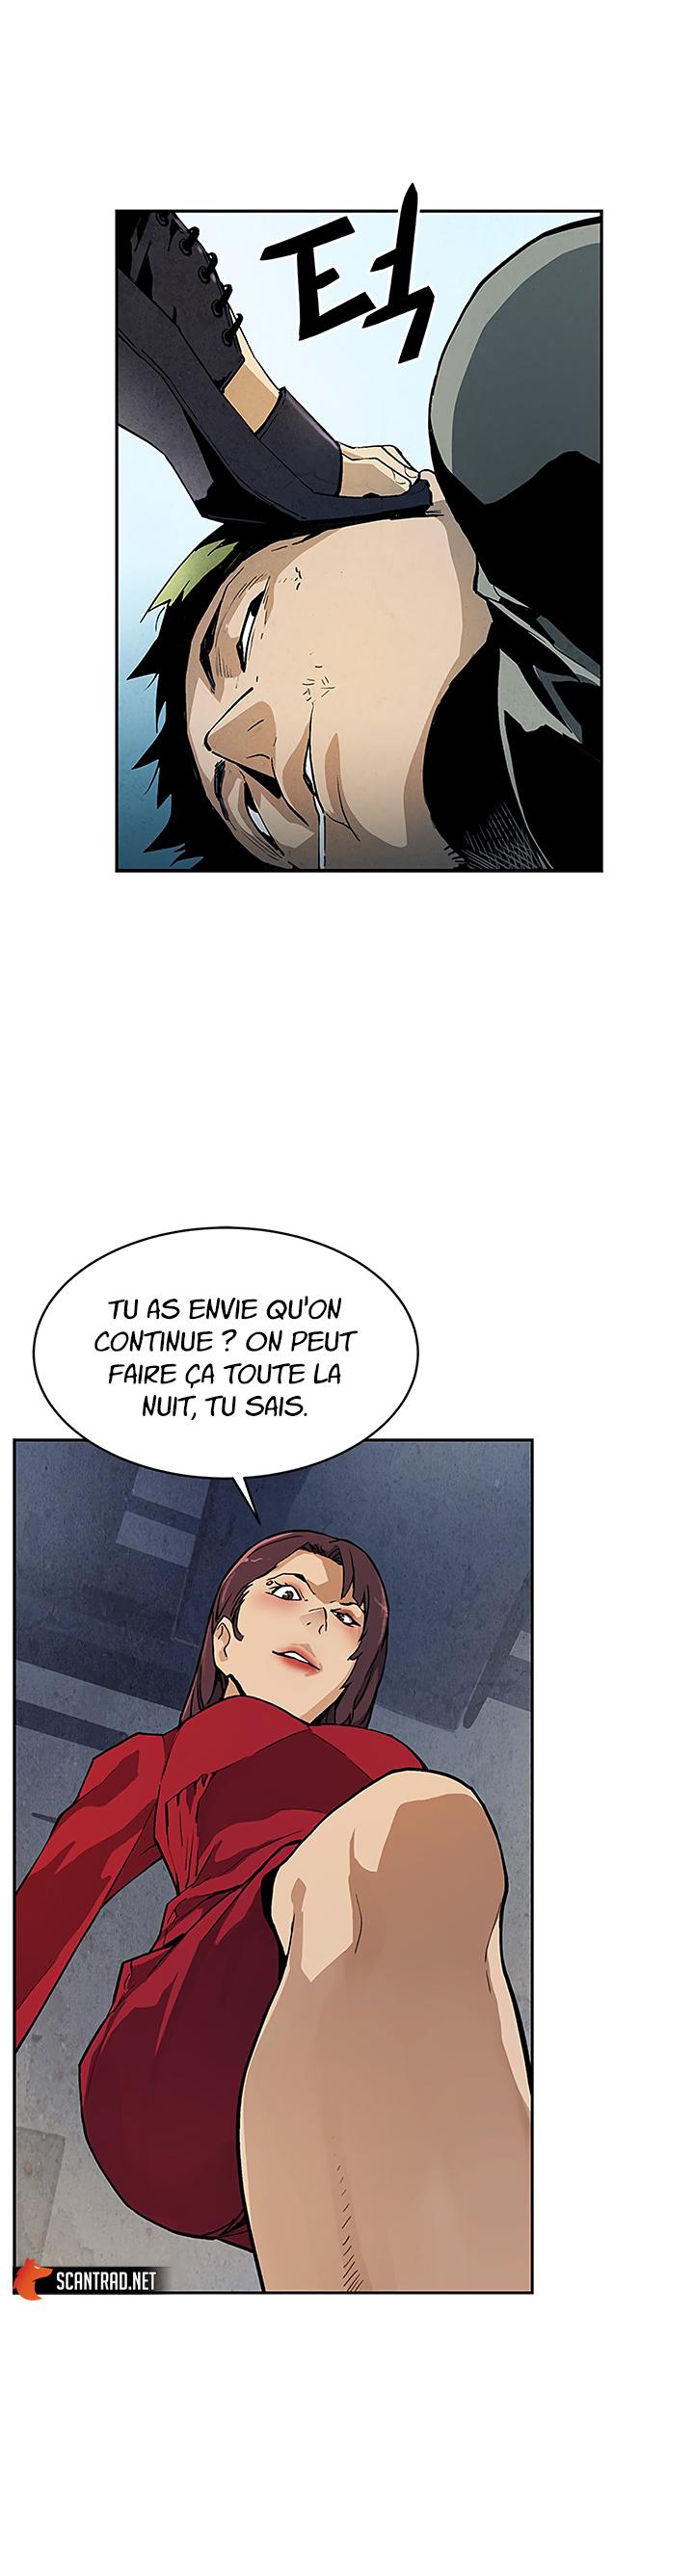 턱
TU AS ENVIE QU'ON
CONTINUE ? ON PEUT
FAIRE ÇA TOUTE LA
NUIT, TU SAIS.
SCANTRAD.NET